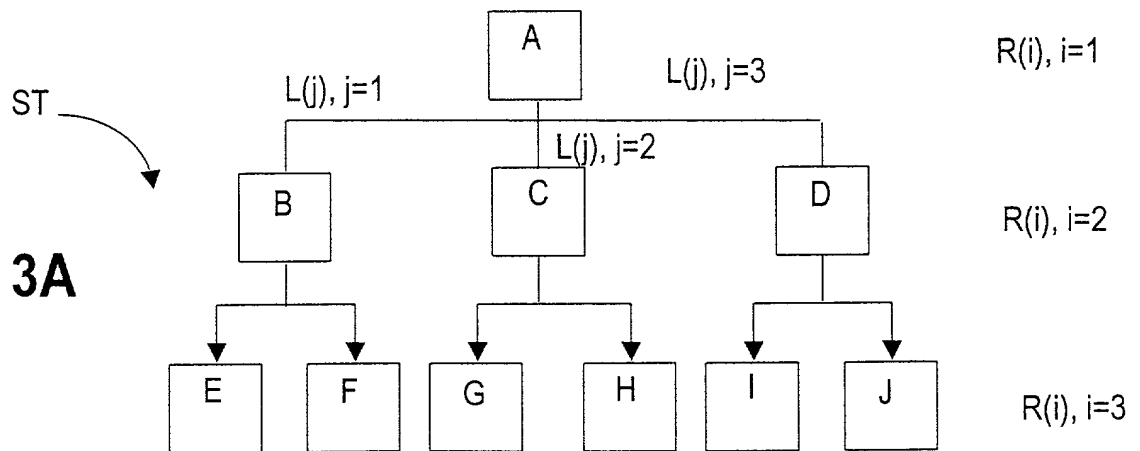 A
R(i), i=1
L(j), j=1
L(j), j=3
ST
L(j), j=2
B
C
D
R(i), i=2
3A
E
F
G
H
I
J
R(i), i=3